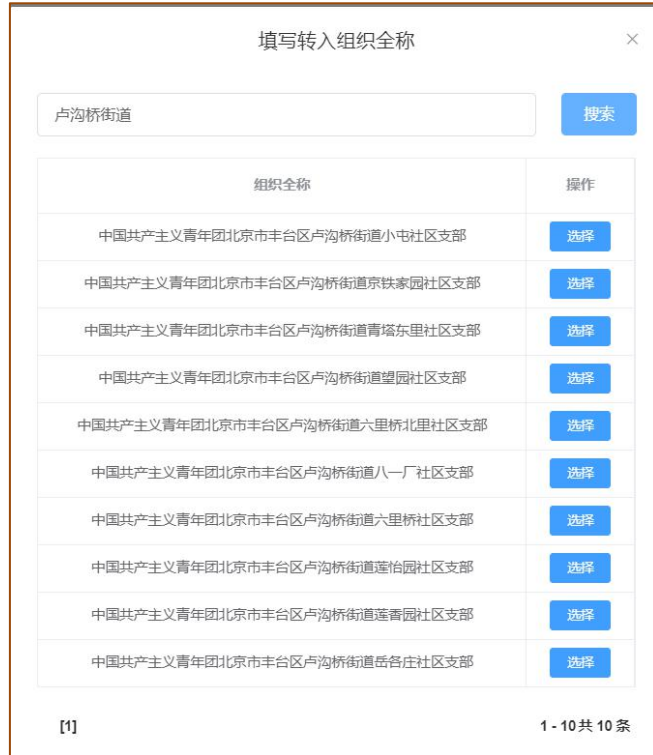 填写转入组织全称 ×
卢沟桥街道 搜索
组织全称 操作
中国共产主义青年团北京市丰台区卢沟桥街道小屯社区支部 选择
中国共产主义青年团北京市丰台区卢沟桥街道京铁家园社区支部 选择
中国共产主义青年团北京市丰台区卢沟桥街道青塔东里社区支部 选择
中国共产主义青年团北京市丰台区卢沟桥街道望园社区支部 选择
中国共产主义青年团北京市丰台区卢沟桥街道六里桥北里社区支部 选择
中国共产主义青年团北京市丰台区卢沟桥街道八一厂社区支部 选择
中国共产主义青年团北京市丰台区卢沟桥街道六里桥社区支部 选择
中国共产主义青年团北京市丰台区卢沟桥街道莲怡园社区支部 选择
中国共产主义青年团北京市丰台区卢沟桥街道莲香园社区支部 选择
中国共产主义青年团北京市丰台区卢沟桥街道岳各庄社区支部 选择
[1] 1 - 10 共 10 条